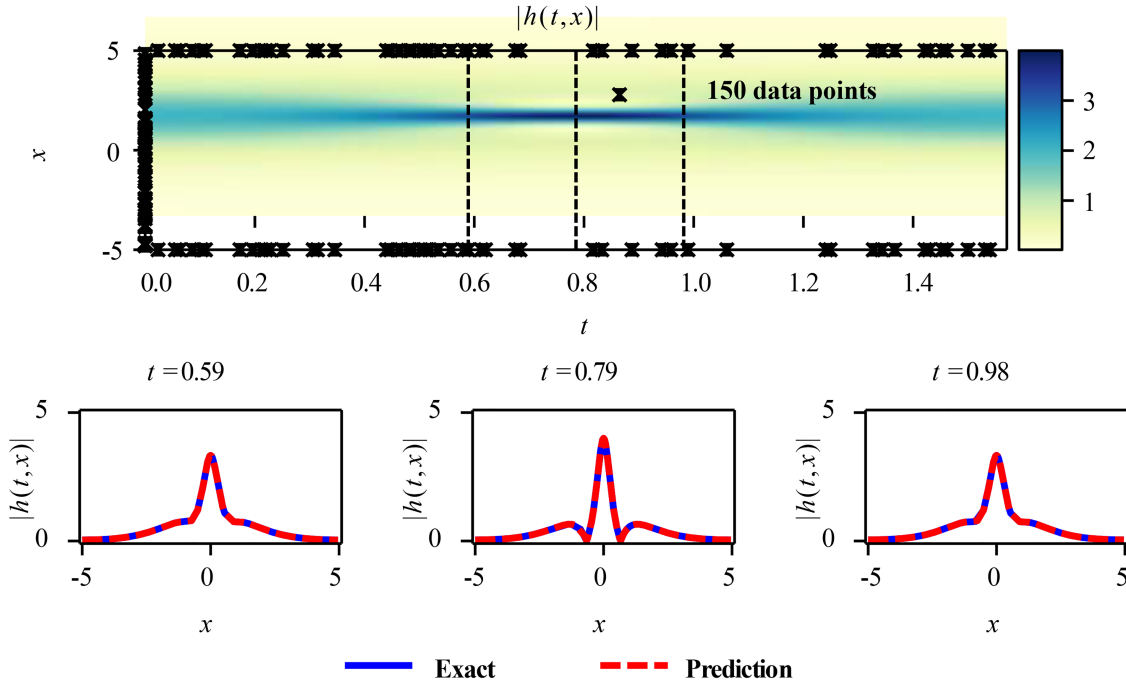 |h(t,x)|
5
0
-5
x
150 data points
3
2
1
0.0 0.2 0.4 0.6 0.8 1.0 1.2 1.4
t
t=0.59
5
0
|h(t,x)|
-5 0 5
x
t=0.79
5
0
|h(t,x)|
-5 0 5
x
t=0.98
5
0
|h(t,x)|
-5 0 5
x
Exact Prediction